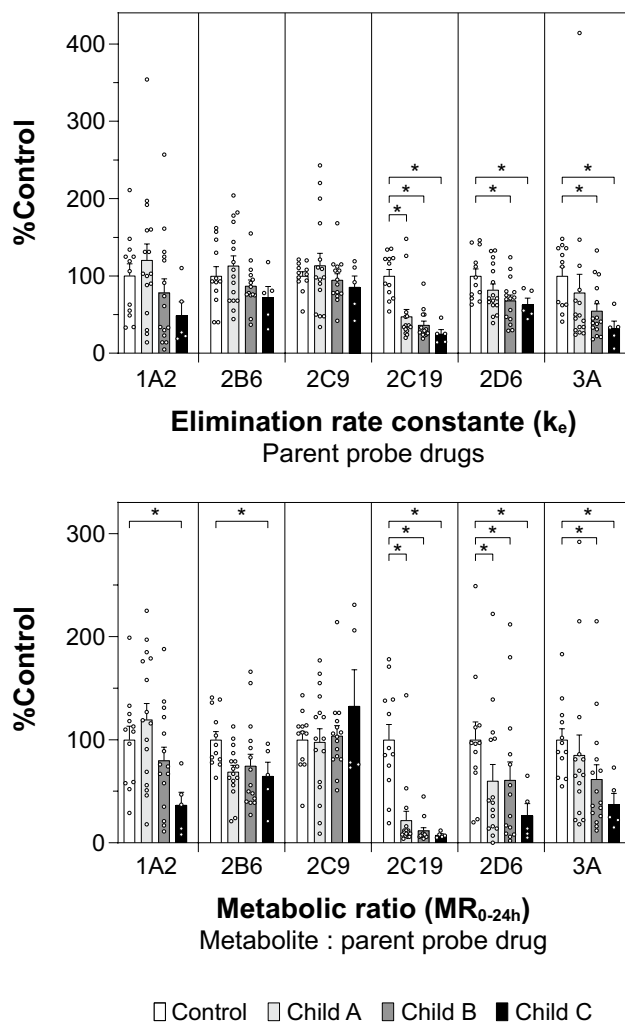 400
300
200
100
0
%Control
* * * * * * *
1A2 2B6 2C9 2C19 2D6 3A
Elimination rate constante (kₑ)
Parent probe drugs
300
200
100
0
%Control
* * * * * * * * * *
1A2 2B6 2C9 2C19 2D6 3A
Metabolic ratio (MR₀₋₂₄ₕ)
Metabolite : parent probe drug
Control Child A Child B Child C